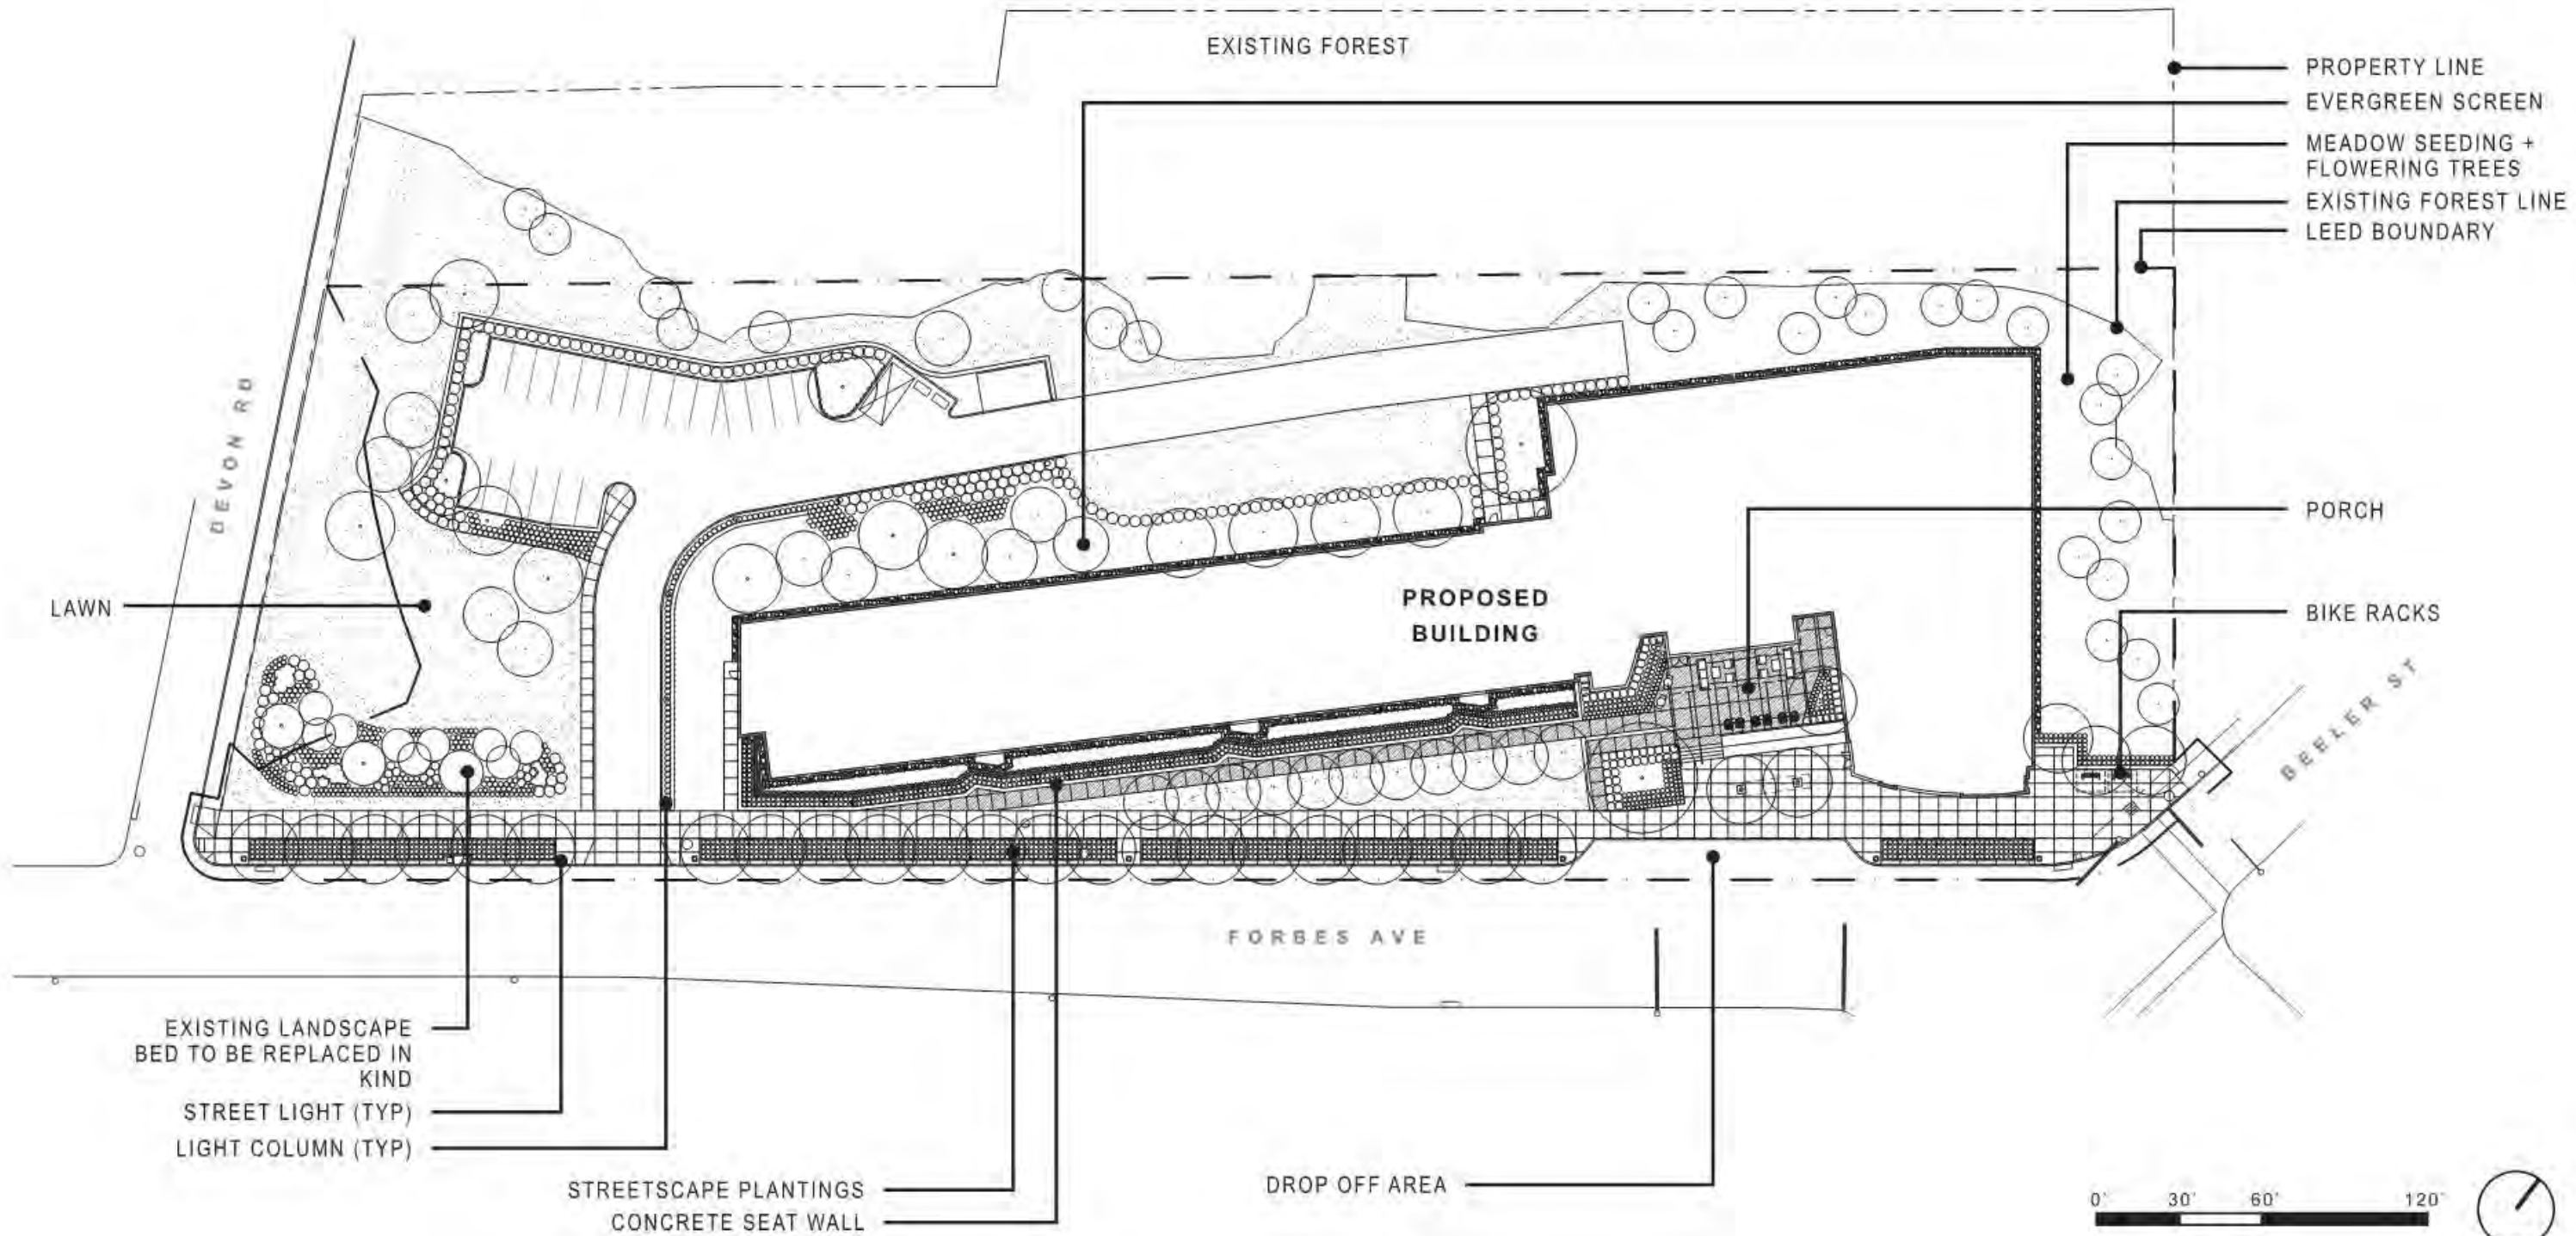 EXISTING FOREST
PROPERTY LINE
EVERGREEN SCREEN
MEADOW SEEDING +
FLOWERING TREES
EXISTING FOREST LINE
LEED BOUNDARY
DEVON RD
PORCH
LAWN
PROPOSED
BUILDING
BIKE RACKS
BEELER ST
FORBES AVE
EXISTING LANDSCAPE
BED TO BE REPLACED IN
KIND
STREET LIGHT (TYP)
LIGHT COLUMN (TYP)
STREETSCAPE PLANTINGS
CONCRETE SEAT WALL
DROP OFF AREA
0' 30' 60' 120'